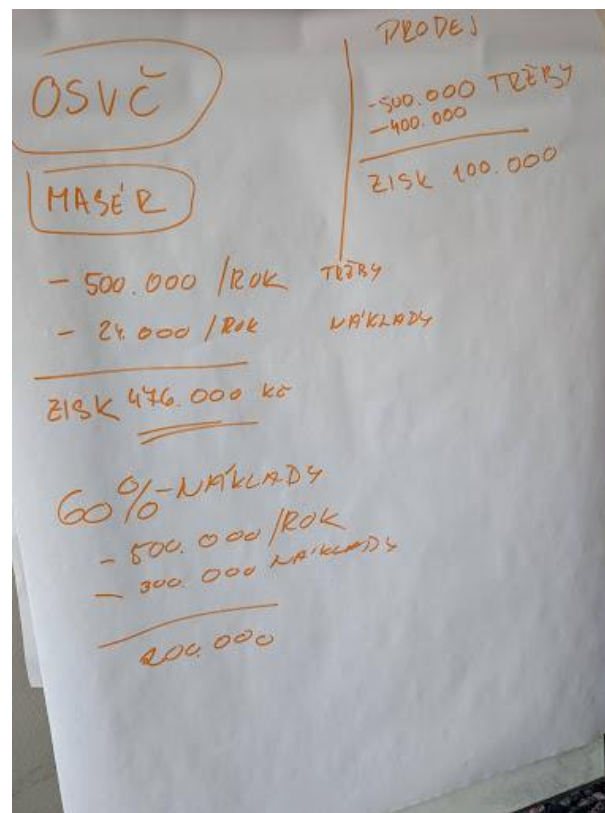 OSVČ
MASÉR
- 500.000 /ROK TRŽBY
- 24.000 /ROK NÁKLADY
ZISK 476.000 Kč
60%-NÁKLADY
- 500.000 /ROK
- 300.000 NÁKLADY
200.000
PRODEJ
-500.000 TRŽBY
-400.000
ZISK 100.000